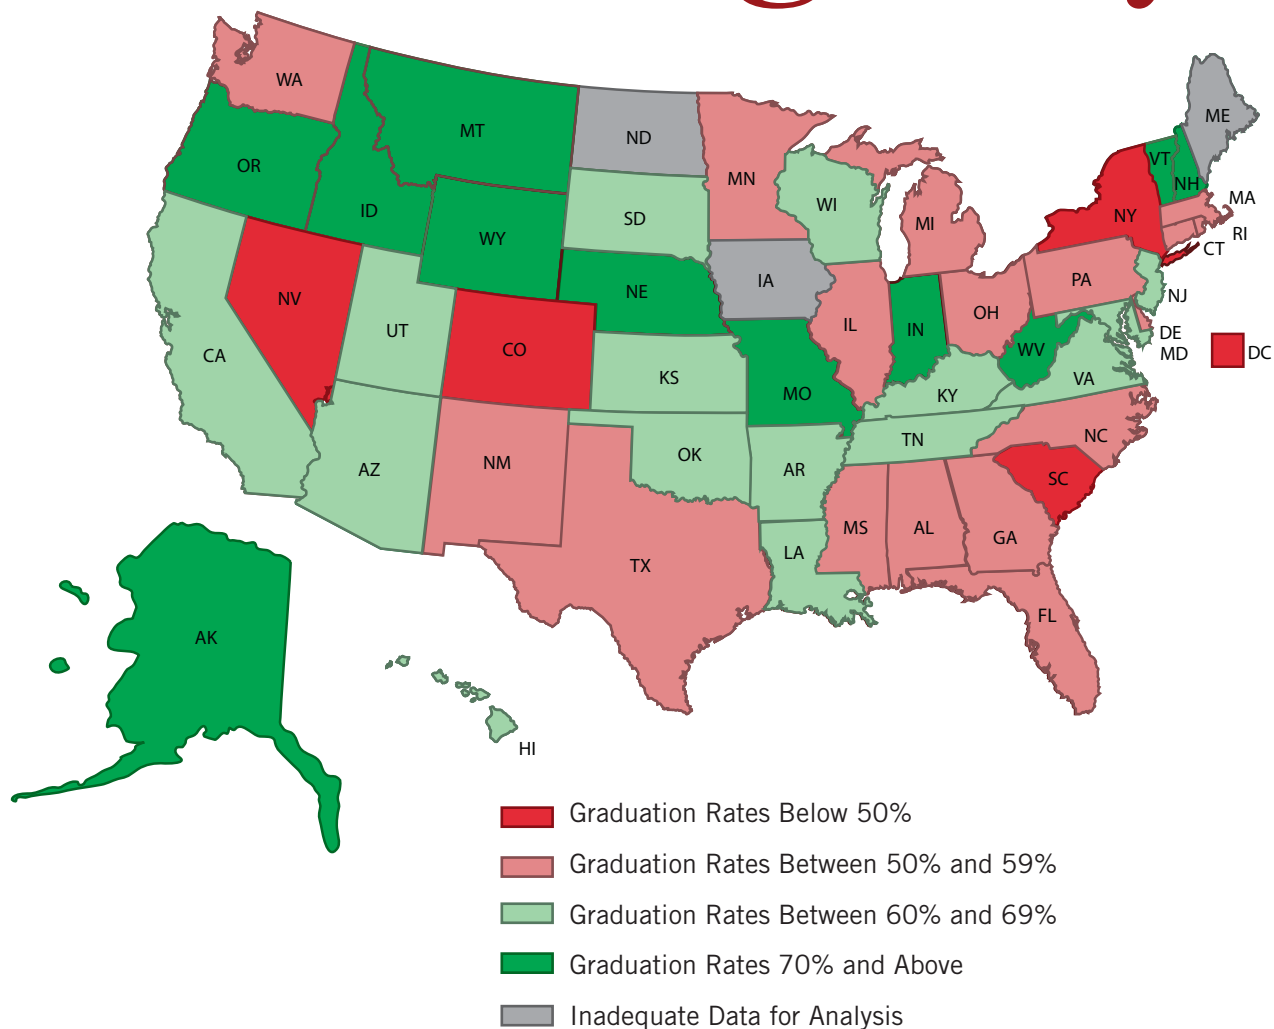 WA
MT
ND
ME
OR
MN
VT
NH
ID
SD
WI
MI
NY
MA
RI
CT
WY
NV
UT
CO
NE
IA
IL
IN
OH
PA
NJ
DE
MD
DC
CA
KS
MO
KY
WV
VA
AZ
NM
OK
AR
TN
NC
SC
TX
LA
MS
AL
GA
FL
AK
HI
Graduation Rates Below 50%
Graduation Rates Between 50% and 59%
Graduation Rates Between 60% and 69%
Graduation Rates 70% and Above
Inadequate Data for Analysis